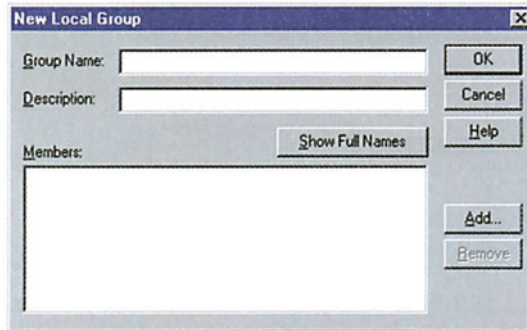 New Local Group
Group Name:
OK
Description:
Cancel
Show Full Names
Help
Members:
Add...
Remove